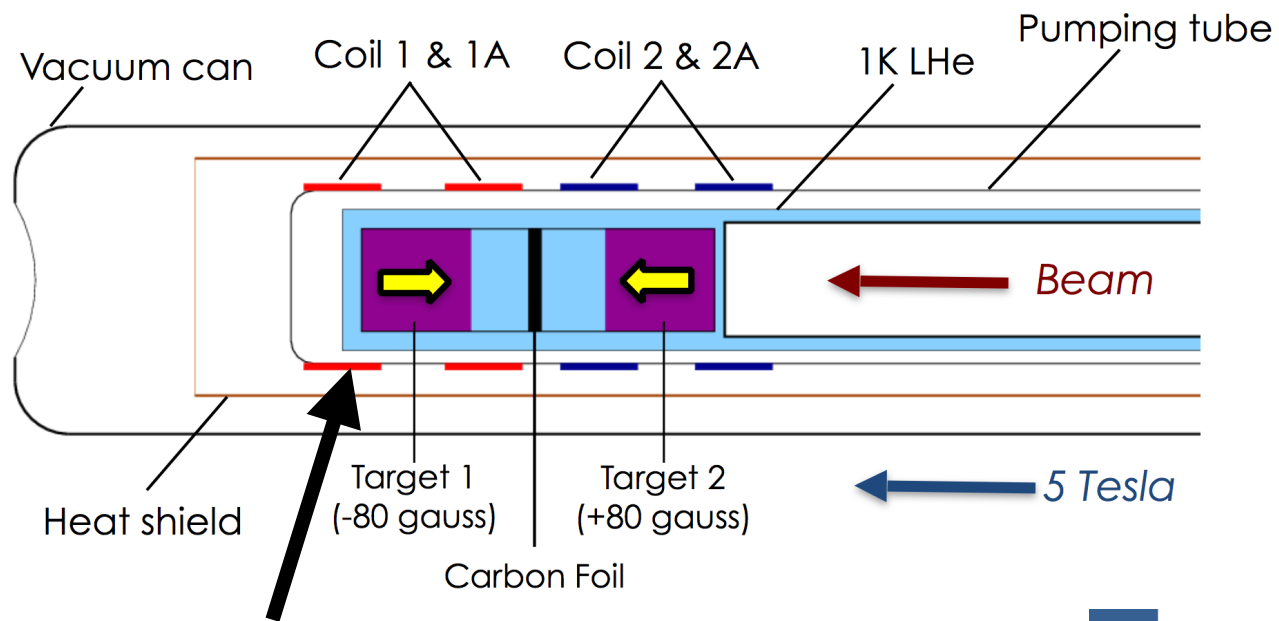 Pumping tube
Coil 1 & 1A
Coil 2 & 2A
1K LHe
Vacuum can
Beam
Target 1
(-80 gauss)
Target 2
(+80 gauss)
5 Tesla
Heat shield
Carbon Foil